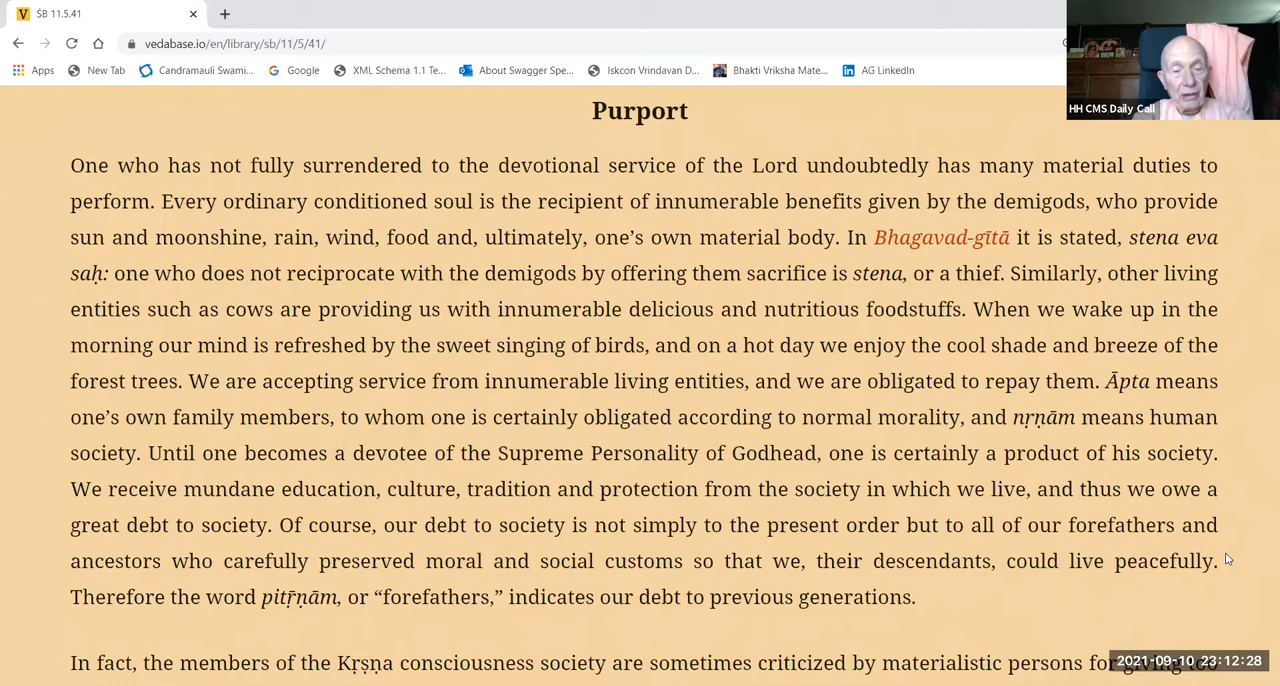 ŚB 11.5.41
vedabase.io/en/library/sb/11/5/41/
Apps New Tab Candramauli Swami... Google XML Schema 1.1 Te... About Swagger Spe... Iskcon Vrindavan D... Bhakti Vriksha Mate... AG LinkedIn
HH CMS Daily Call
Purport
One who has not fully surrendered to the devotional service of the Lord undoubtedly has many material duties to
perform. Every ordinary conditioned soul is the recipient of innumerable benefits given by the demigods, who provide
sun and moonshine, rain, wind, food and, ultimately, one’s own material body. In Bhagavad-gītā it is stated, stena eva
saḥ: one who does not reciprocate with the demigods by offering them sacrifice is stena, or a thief. Similarly, other living
entities such as cows are providing us with innumerable delicious and nutritious foodstuffs. When we wake up in the
morning our mind is refreshed by the sweet singing of birds, and on a hot day we enjoy the cool shade and breeze of the
forest trees. We are accepting service from innumerable living entities, and we are obligated to repay them. Āpta means
one’s own family members, to whom one is certainly obligated according to normal morality, and nṛṇām means human
society. Until one becomes a devotee of the Supreme Personality of Godhead, one is certainly a product of his society.
We receive mundane education, culture, tradition and protection from the society in which we live, and thus we owe a
great debt to society. Of course, our debt to society is not simply to the present order but to all of our forefathers and
ancestors who carefully preserved moral and social customs so that we, their descendants, could live peacefully.
Therefore the word pitṝṇām, or “forefathers,” indicates our debt to previous generations.
In fact, the members of the Kṛṣṇa consciousness society are sometimes criticized by materialistic persons for
2021-09-10 23:12:28